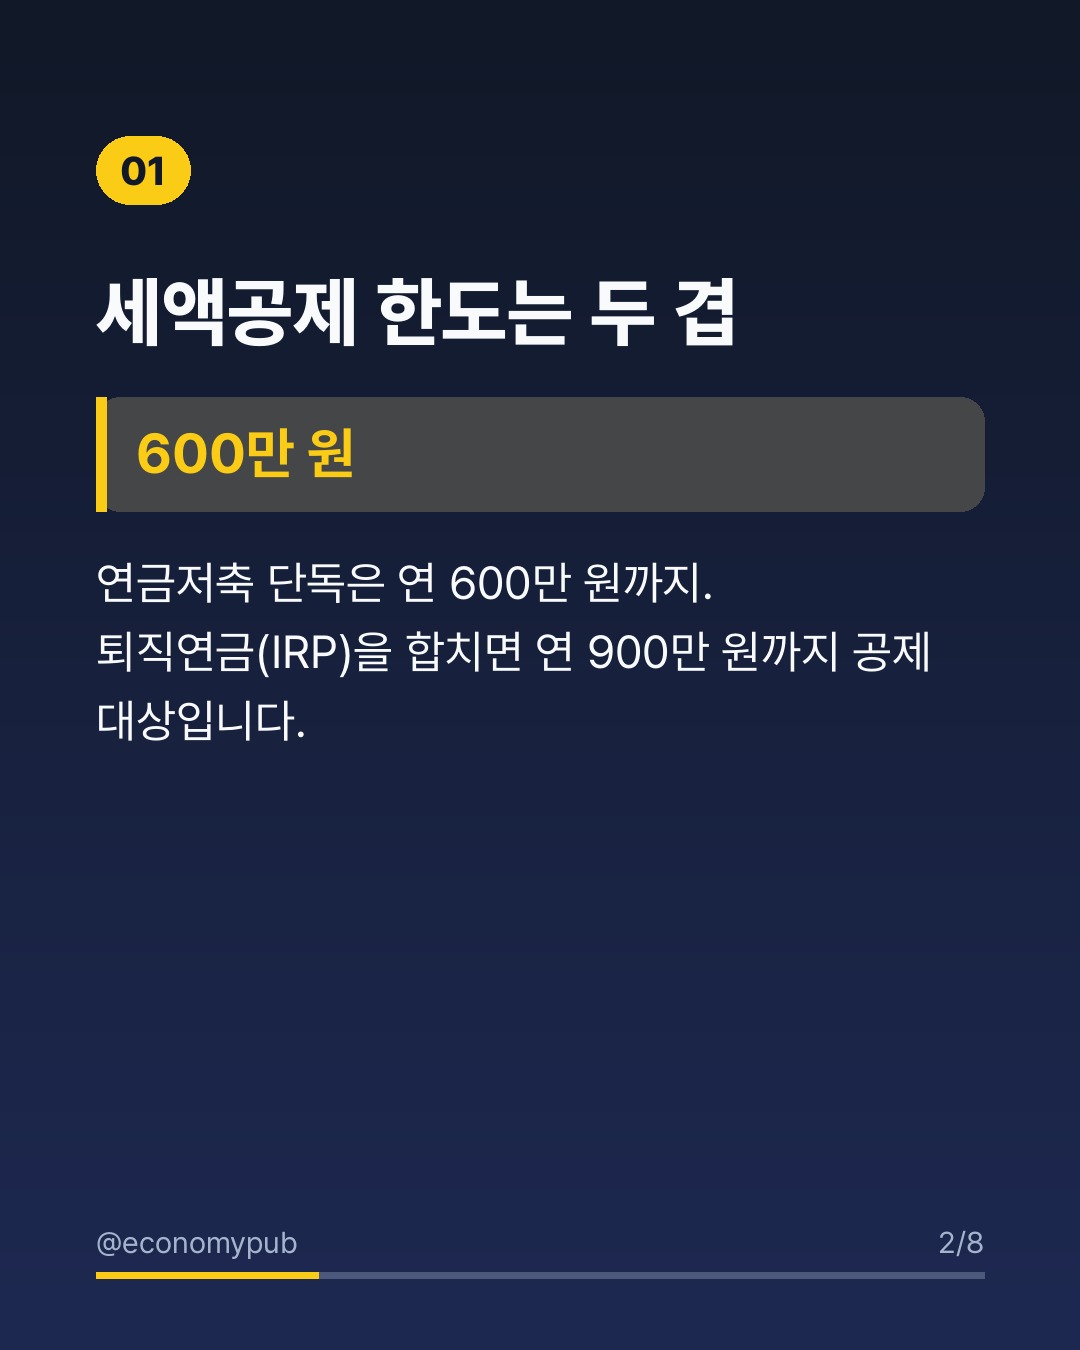 01
세액공제 한도는 두 겹
600만 원
연금저축 단독은 연 600만 원까지.
퇴직연금(IRP)을 합치면 연 900만 원까지 공제
대상입니다.
@economypub
2/8